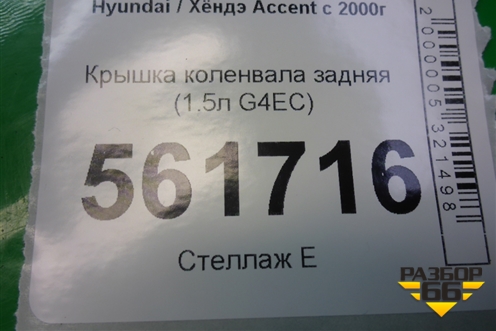 Hyundai / Хёндэ Accent с 2000г
Крышка коленвала задняя
(1.5л G4EC)
561716
Стеллаж Е
2000005321498
РАЗБОР
66